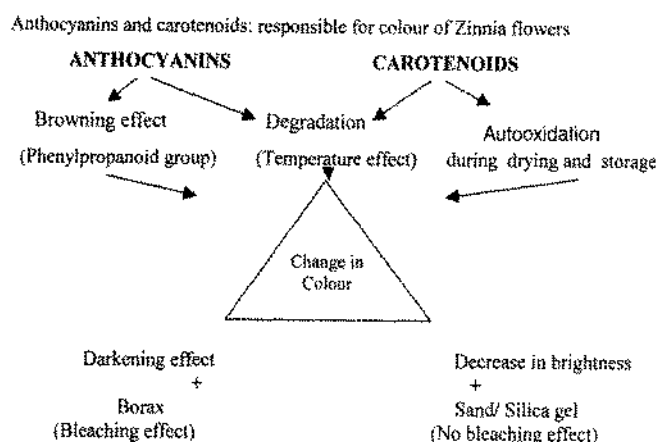 Anthocyanins and carotenoids: responsible for colour of Zinnia flowers
ANTHOCYANINS CAROTENOIDS
Browning effect
(Phenylpropanoid group)
Degradation
(Temperature effect)
Autooxidation
during drying and storage
Change in
Colour
Darkening effect
+
Borax
(Bleaching effect)
Decrease in brightness
+
Sand/ Silica gel
(No bleaching effect)